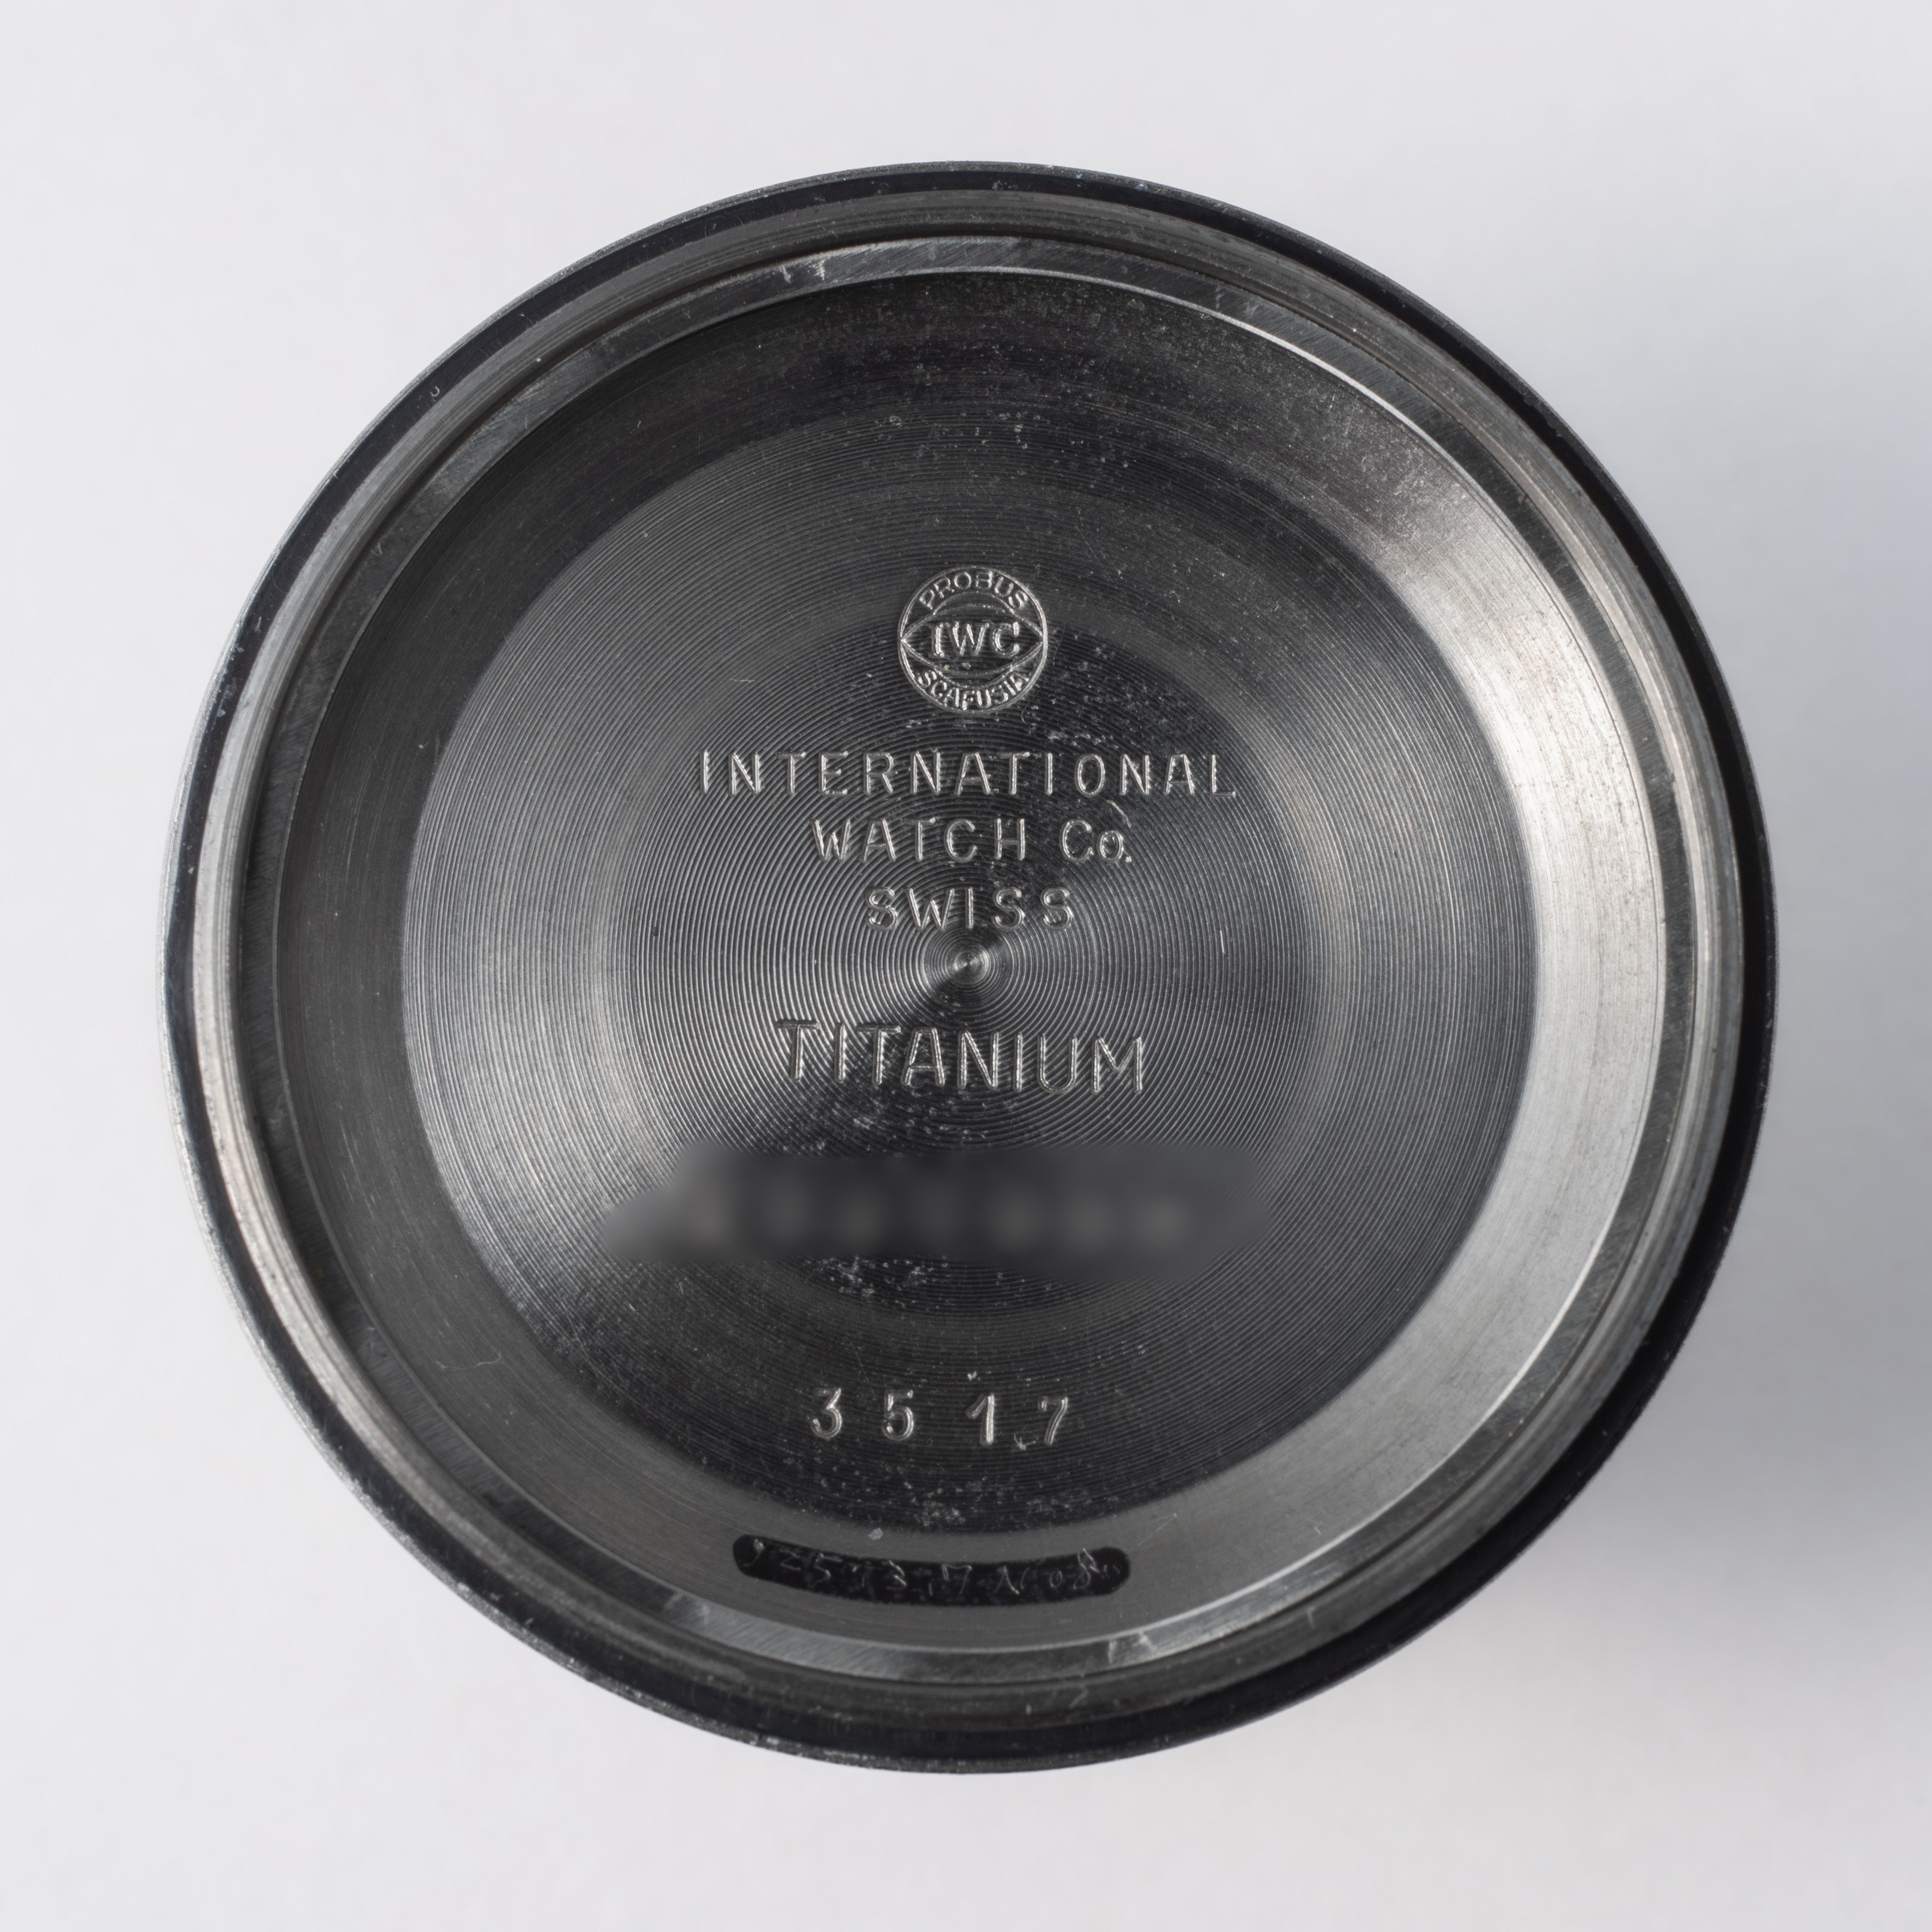 PROBUS
IWC
SCAFUSIA
INTERNATIONAL
WATCH Co.
SWISS
TITANIUM
3517